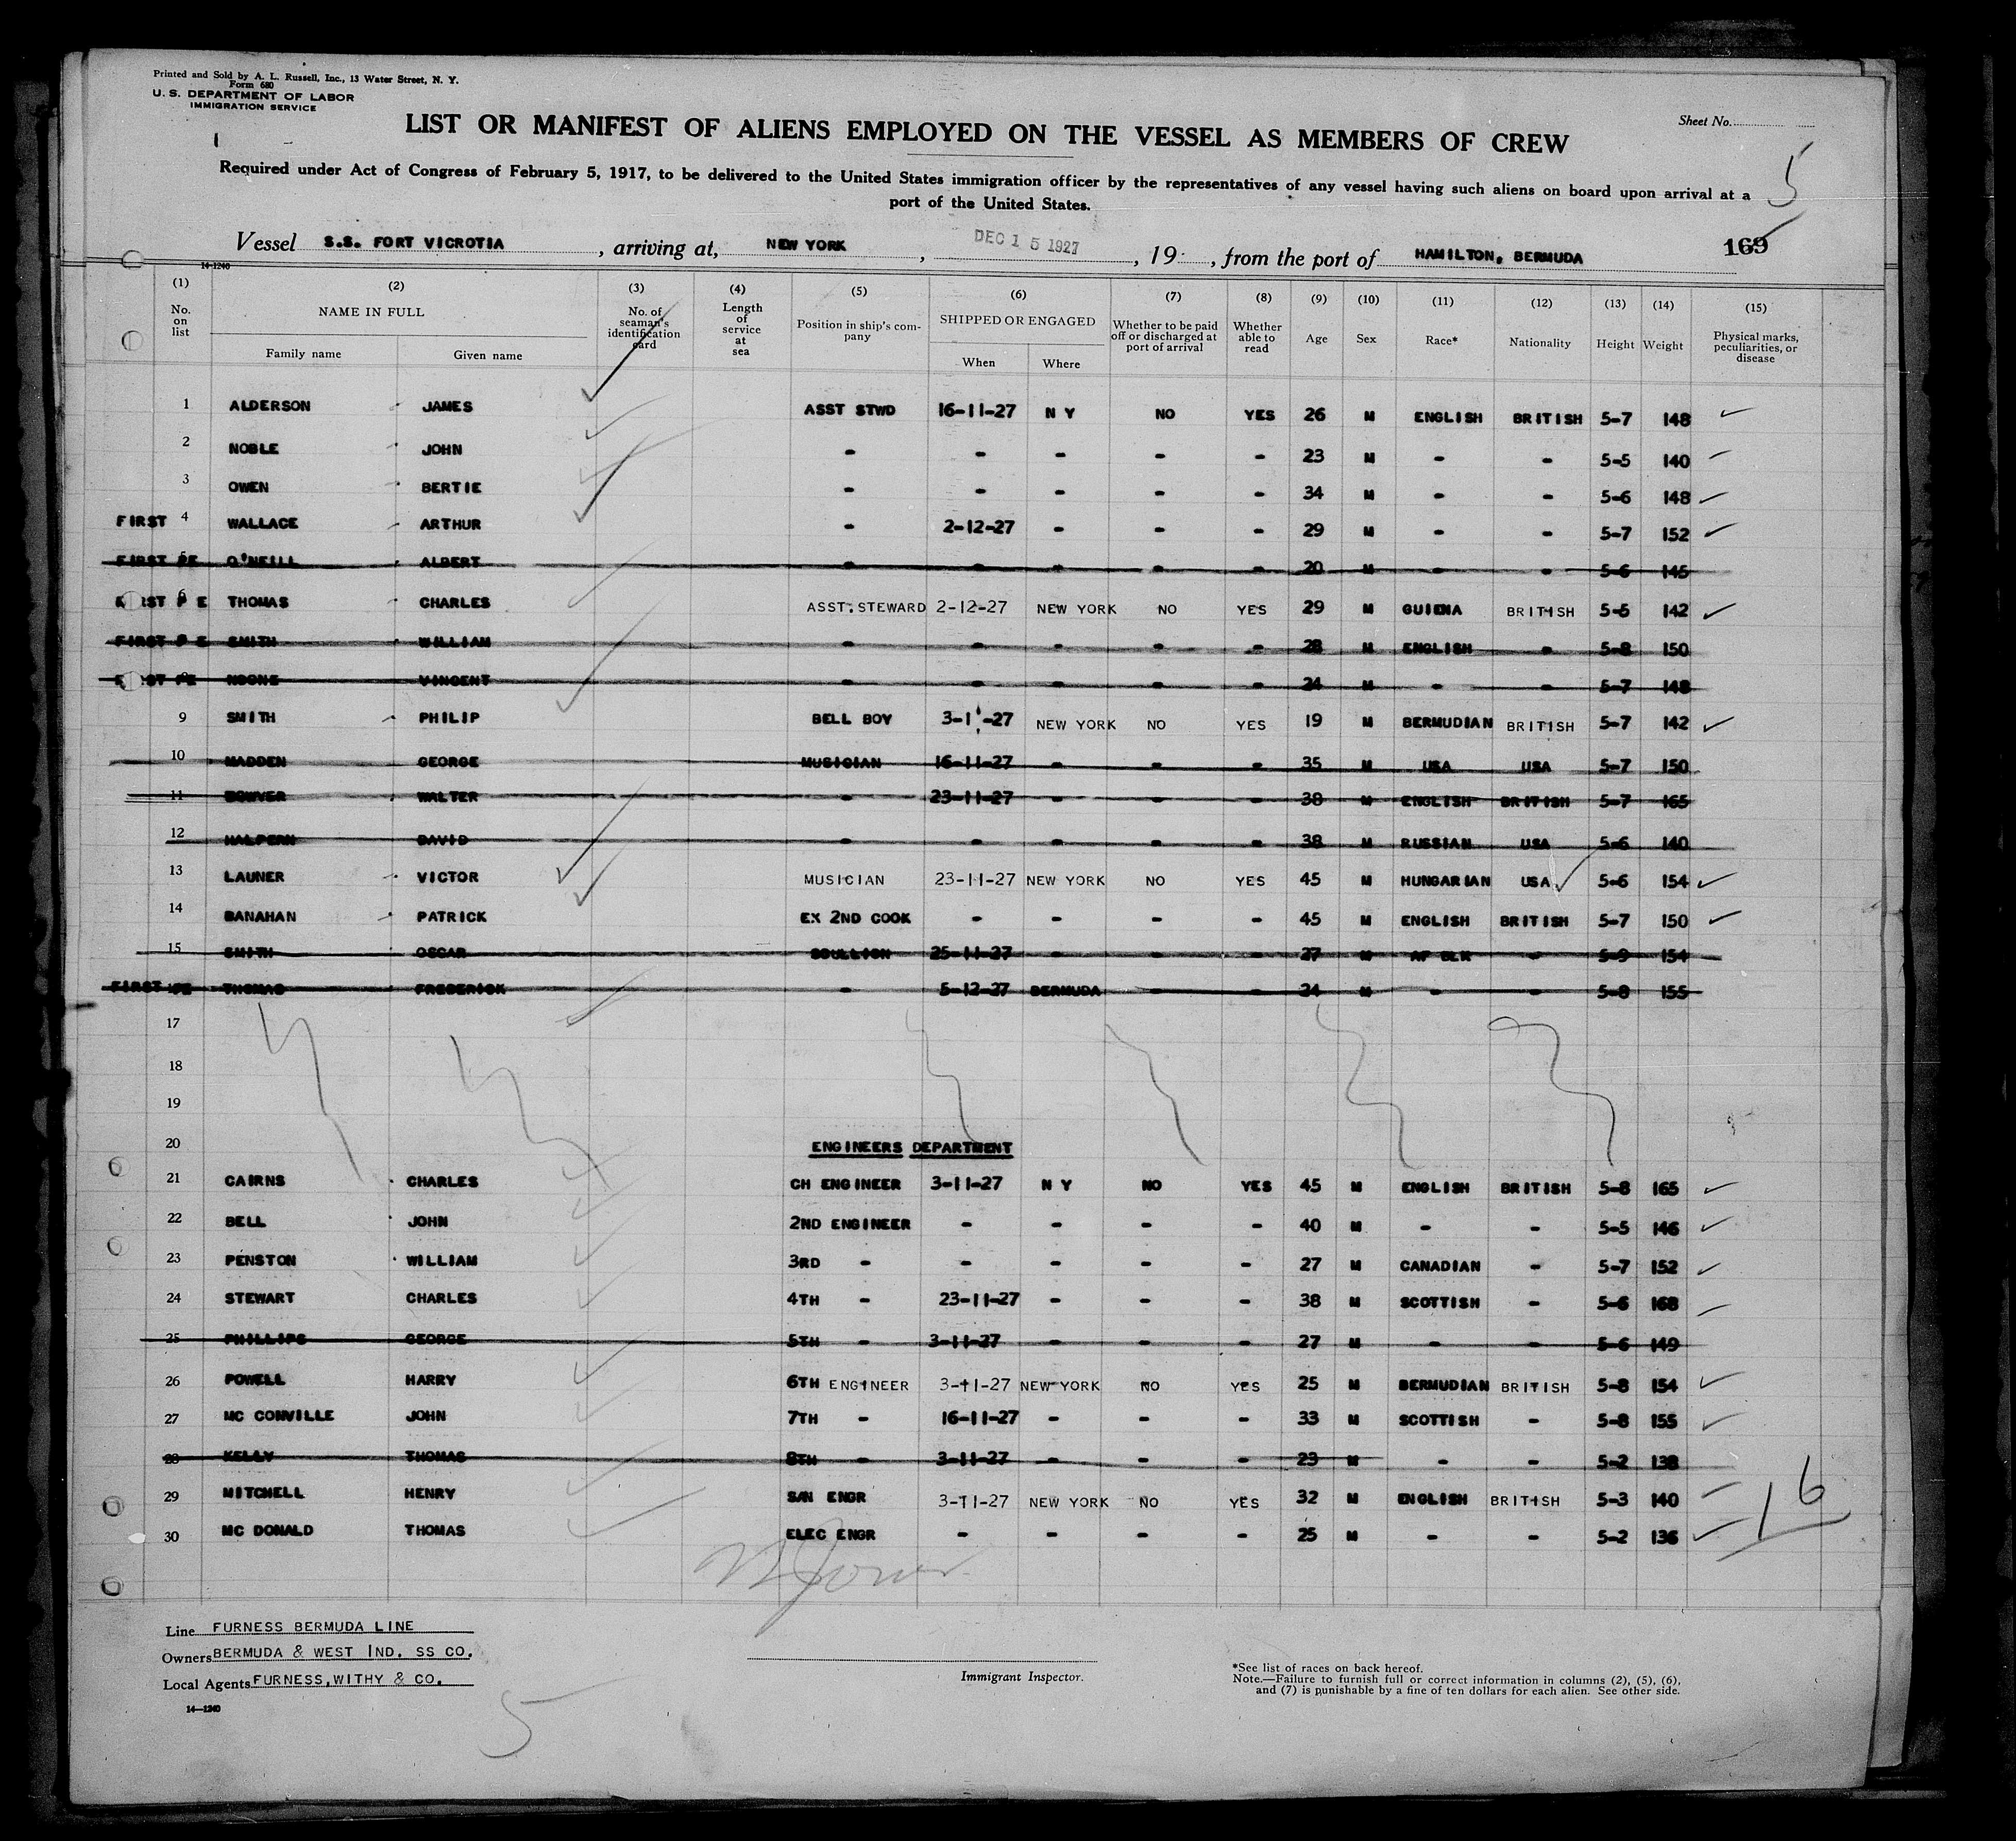 Printed and Sold by A. L. Russell, Inc., 13 Water Street, N. Y.
Form 680
U. S. DEPARTMENT OF LABOR
IMMIGRATION SERVICE
Sheet No.
LIST OR MANIFEST OF ALIENS EMPLOYED ON THE VESSEL AS MEMBERS OF CREW
Required under Act of Congress of February 5, 1917, to be delivered to the United States immigration officer by the representatives of any vessel having such aliens on board upon arrival at a
port of the United States.
5
Vessel S.S. FORT VICROTIA, arriving at, NEW YORK, DEC 15 1927, 19 , from the port of HAMILTON, BERMUDA 169
14-1240
(1) (2) (3) (4) (5) (6) (7) (8) (9) (10) (11) (12) (13) (14) (15)
No. on list NAME IN FULL Family name Given name No. of seaman's identification card Length of service at sea Position in ship's company SHIPPED OR ENGAGED When Where Whether to be paid off or discharged at port of arrival Whether able to read Age Sex Race* Nationality Height Weight Physical marks, peculiarities, or disease
1 ALDERSON JAMES ASST STWD 16-11-27 N Y NO YES 26 M ENGLISH BRITISH 5-7 148
2 NOBLE JOHN - - - - - 23 M - - 5-5 140
3 OWEN BERTIE - - - - - 34 M - - 5-6 148
FIRST 4 WALLACE ARTHUR - 2-12-27 - - - 29 M - - 5-7 152
FIRST PE 5 O'NEILL ALBERT - - - - - 20 M - - 5-6 145
FIRST P E 6 THOMAS CHARLES ASST. STEWARD 2-12-27 NEW YORK NO YES 29 M GUIENA BRITISH 5-5 142
FIRST P E SMITH WILLIAM - - - - - 28 M ENGLISH - 5-8 150
FIRST PE NOONE VINCENT - - - - - 24 M - - 5-7 148
9 SMITH PHILIP BELL BOY 3-11-27 NEW YORK NO YES 19 M BERMUDIAN BRITISH 5-7 142
10 MADDEN GEORGE MUSICIAN 16-11-27 - - - 35 M USA USA 5-7 150
11 BOWYER WALTER - 23-11-27 - - - 38 M ENGLISH BRITISH 5-7 165
12 HALPERN DAVID - - - - - 38 M RUSSIAN USA 5-6 140
13 LAUNER VICTOR MUSICIAN 23-11-27 NEW YORK NO YES 45 M HUNGARIAN USA 5-6 154
14 BANAHAN PATRICK EX 2ND COOK - - - - 45 M ENGLISH BRITISH 5-7 150
15 SMITH OSCAR SCULLION 25-11-27 - - - 27 M AF BLK - 5-9 154
FIRST PE THOMAS FREDERICK - 5-12-27 BERMUDA - - 24 M - - 5-8 155
17
18
19
20 ENGINEERS DEPARTMENT
21 CAIRNS CHARLES CH ENGINEER 3-11-27 N Y NO YES 45 M ENGLISH BRITISH 5-8 165
22 BELL JOHN 2ND ENGINEER - - - - 40 M - - 5-5 146
23 PENSTON WILLIAM 3RD - - - - - 27 M CANADIAN - 5-7 152
24 STEWART CHARLES 4TH - 23-11-27 - - - 38 M SCOTTISH - 5-6 168
25 PHILLIPS GEORGE 5TH - 3-11-27 - - - 27 M - - 5-6 149
26 POWELL HARRY 6TH ENGINEER 3-11-27 NEW YORK NO YES 25 M BERMUDIAN BRITISH 5-8 154
27 MC CONVILLE JOHN 7TH - 16-11-27 - - - 33 M SCOTTISH - 5-8 155
28 KELLY THOMAS 8TH - 3-11-27 - - - 23 M - - 5-2 138
29 MITCHELL HENRY SAN ENGR 3-11-27 NEW YORK NO YES 32 M ENGLISH BRITISH 5-3 140
30 MC DONALD THOMAS ELEC ENGR - - - - 25 M - - 5-2 136
16
Line FURNESS BERMUDA LINE
Owners BERMUDA & WEST IND. SS CO.
Local Agents FURNESS, WITHY & CO.
14-1240
Immigrant Inspector.
*See list of races on back hereof.
Note.—Failure to furnish full or correct information in columns (2), (5), (6),
and (7) is punishable by a fine of ten dollars for each alien. See other side.
5